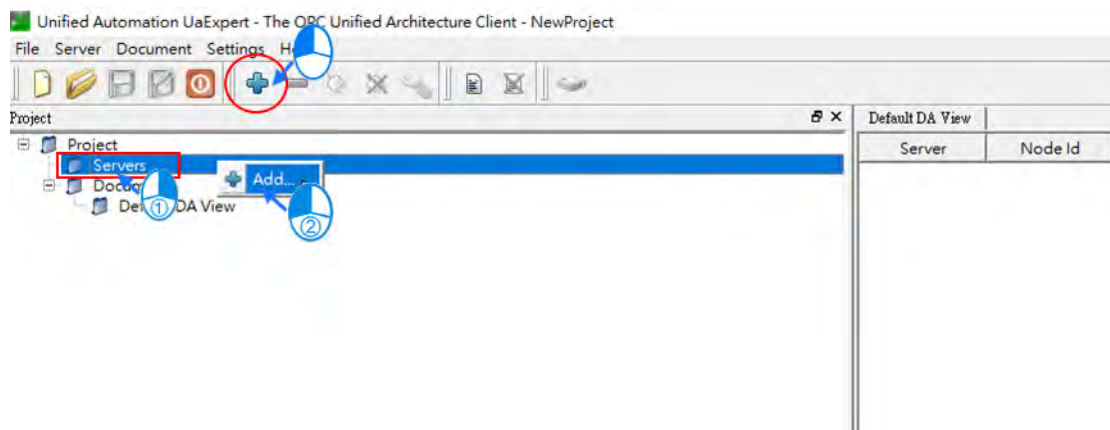 Unified Automation UaExpert - The OPC Unified Architecture Client - NewProject
File Server Document Settings
Project
Default DA View
Server Node Id
Project
Servers
Add...
①
DA View
②